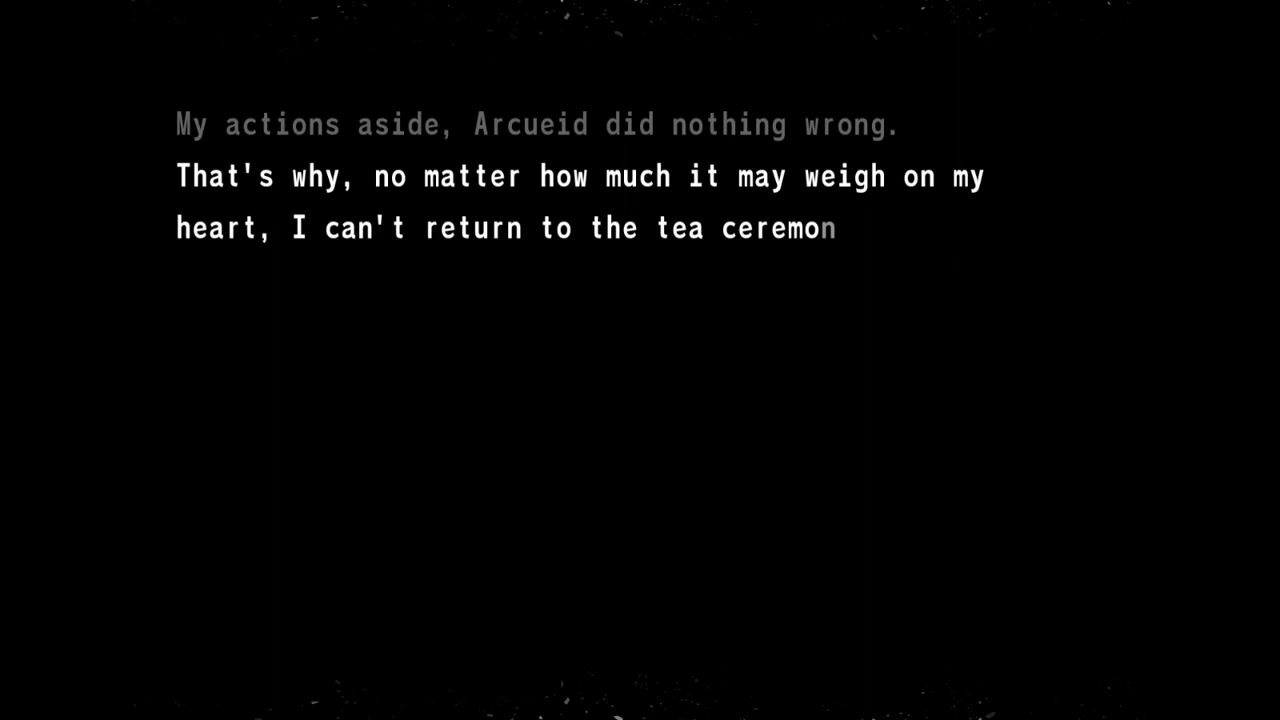 My actions aside, Arcueid did nothing wrong.
That's why, no matter how much it may weigh on my
heart, I can't return to the tea ceremon